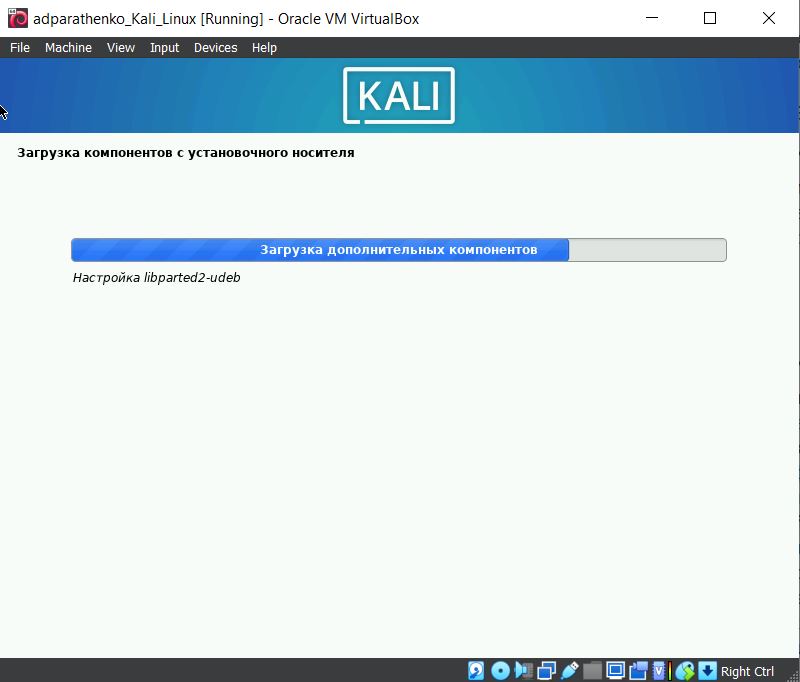 adparathenko_Kali_Linux [Running] - Oracle VM VirtualBox
File Machine View Input Devices Help
KALI
Загрузка компонентов с установочного носителя
Загрузка дополнительных компонентов
Настройка libparted2-udeb
Right Ctrl